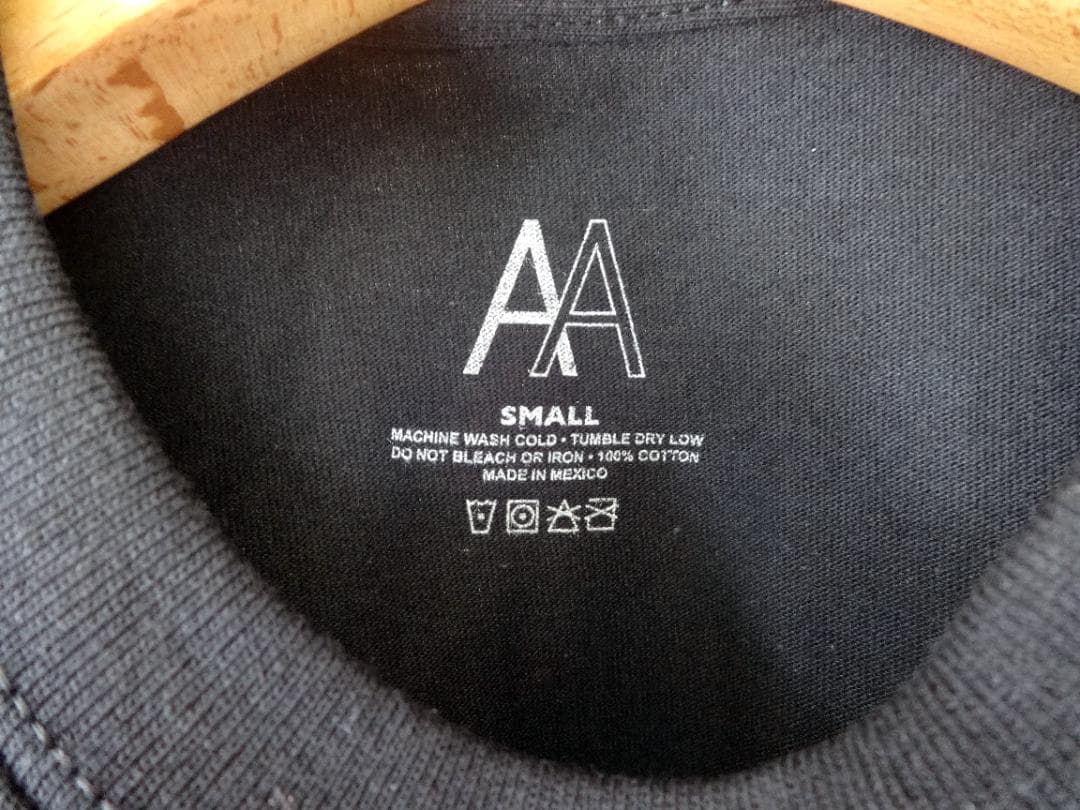 AA
SMALL
MACHINE WASH COLD • TUMBLE DRY LOW
DO NOT BLEACH OR IRON • 100% COTTON
MADE IN MEXICO